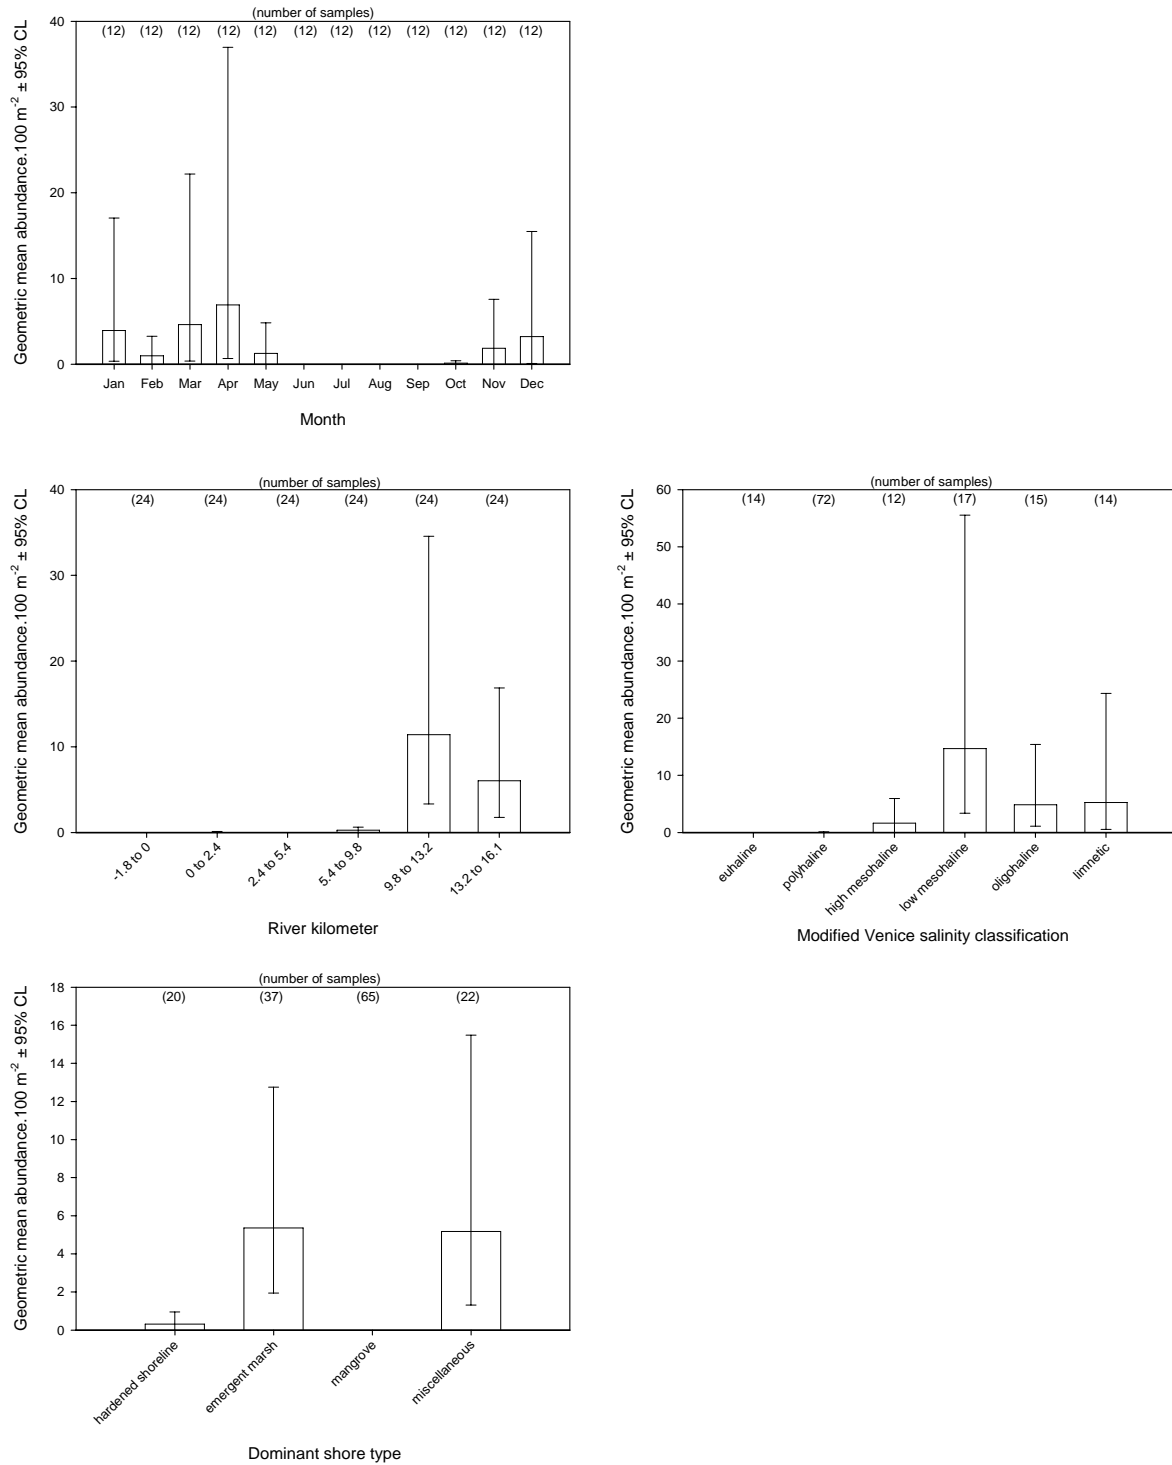 (number of samples)
40 (12) (12) (12) (12) (12) (12) (12) (12) (12) (12) (12) (12)
30
20
10
0
Geometric mean abundance.100 m-2 ± 95% CL
Jan Feb Mar Apr May Jun Jul Aug Sep Oct Nov Dec
Month
(number of samples)
40 (24) (24) (24) (24) (24) (24)
30
20
10
0
Geometric mean abundance.100 m-2 ± 95% CL
-1.8 to 0 0 to 2.4 2.4 to 5.4 5.4 to 9.8 9.8 to 13.2 13.2 to 16.1
River kilometer
(number of samples)
60 (14) (72) (12) (17) (15) (14)
50
40
30
20
10
0
Geometric mean abundance.100 m-2 ± 95% CL
euhaline polyhaline high mesohaline low mesohaline oligohaline limnetic
Modified Venice salinity classification
(number of samples)
18 (20) (37) (65) (22)
16
14
12
10
8
6
4
2
0
Geometric mean abundance.100 m-2 ± 95% CL
hardened shoreline emergent marsh mangrove miscellaneous
Dominant shore type